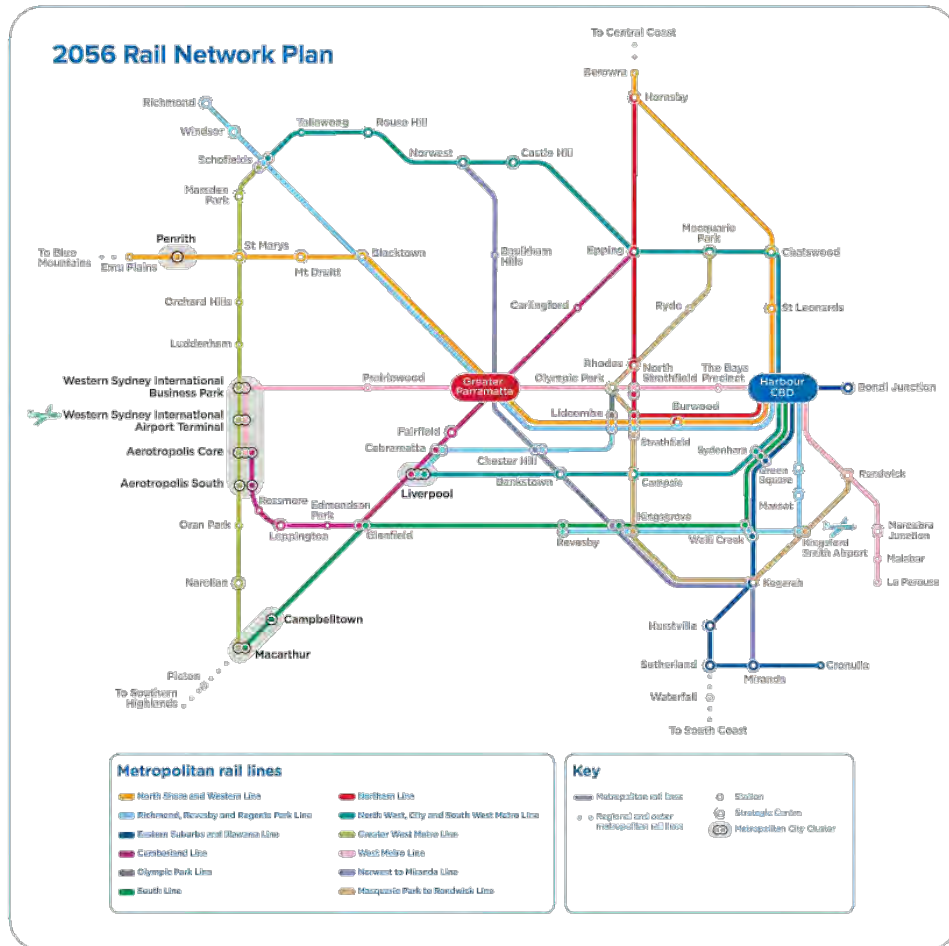 2056 Rail Network Plan
To Central Coast
Berowra
Hornsby
Richmond
Windsor
Tallawong
Rouse Hill
Schofields
Norwest
Castle Hill
Marsden
Park
Penrith
St Marys
Macquarie
Park
To Blue
Mountains
Emu Plains
Mt Druitt
Blacktown
Baulkham
Hills
Epping
Chatswood
Orchard Hills
Carlingford
Ryde
St Leonards
Luddenham
Rhodes
Western Sydney International
Business Park
Prairiewood
Greater
Parramatta
Olympic Park
North
Strathfield
The Bays
Precinct
Harbour
CBD
Bondi Junction
Western Sydney International
Airport Terminal
Lidcombe
Burwood
Fairfield
Strathfield
Aerotropolis Core
Cabramatta
Chester Hill
Sydenham
Green
Square
Randwick
Aerotropolis South
Liverpool
Bankstown
Campsie
Rossmore
Edmondson
Park
Mascot
Oran Park
Leppington
Glenfield
Revesby
Kingsgrove
Wolli Creek
Kingsford
Smith Airport
Maroubra
Junction
Malabar
Narellan
Kogarah
La Perouse
Campbelltown
Hurstville
Macarthur
Sutherland
Miranda
Cronulla
Picton
To Southern
Highlands
Waterfall
To South Coast
Metropolitan rail lines
North Shore and Western Line
Richmond, Revesby and Regents Park Line
Eastern Suburbs and Illawarra Line
Cumberland Line
Olympic Park Line
South Line
Northern Line
North West, City and South West Metro Line
Greater West Metro Line
West Metro Line
Norwest to Miranda Line
Macquarie Park to Randwick Line
Key
Metropolitan rail lines
Regional and outer
metropolitan rail lines
Station
Strategic Centre
Metropolitan City Cluster